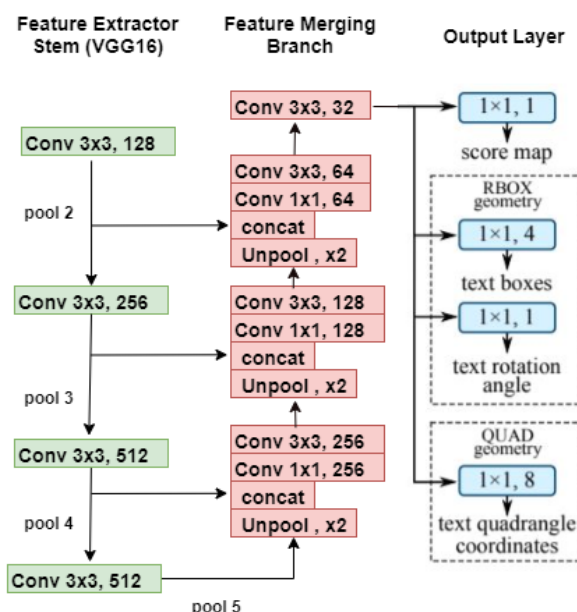 Feature Extractor
Stem (VGG16)
Conv 3x3, 128
pool 2
Conv 3x3, 256
pool 3
Conv 3x3, 512
pool 4
Conv 3x3, 512
pool 5
Feature Merging
Branch
Conv 3x3, 32
Conv 3x3, 64
Conv 1x1, 64
concat
Unpool , x2
Conv 3x3, 128
Conv 1x1, 128
concat
Unpool , x2
Conv 3x3, 256
Conv 1x1, 256
concat
Unpool , x2
Output Layer
1×1, 1
score map
RBOX
geometry
1×1, 4
text boxes
1×1, 1
text rotation
angle
QUAD
geometry
1×1, 8
text quadrangle
coordinates